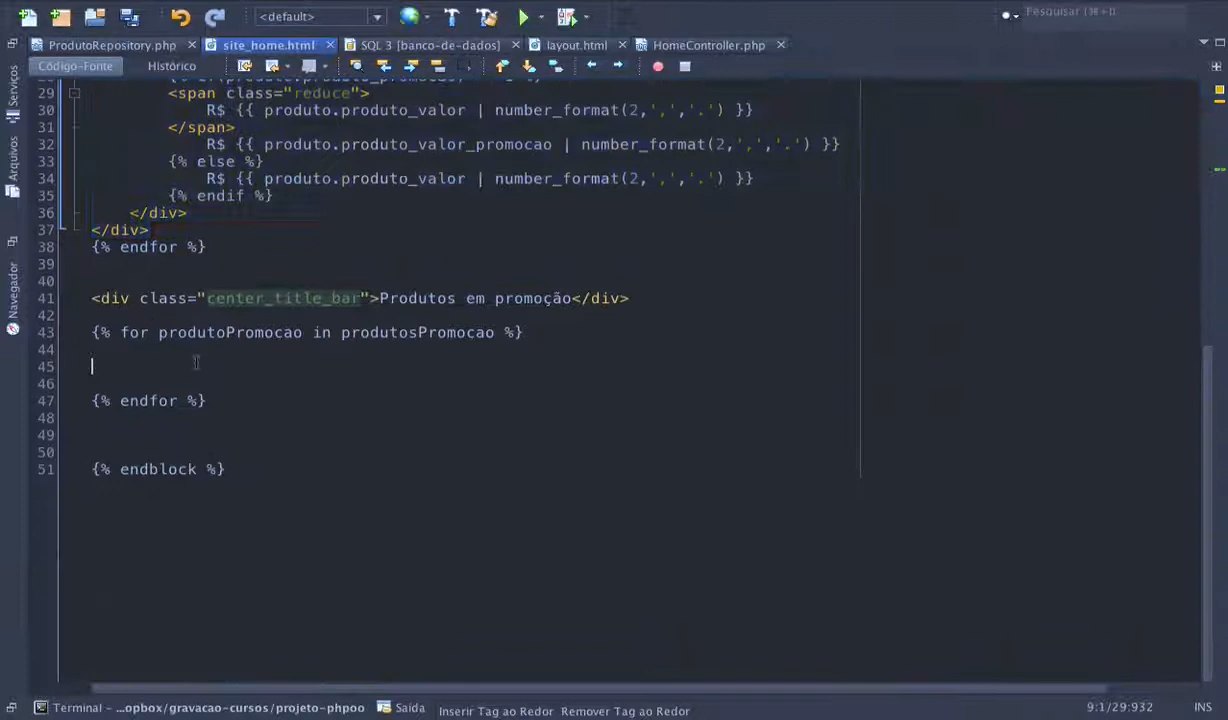 <default>
Pesquisar (⌘+I)
ProdutoRepository.php
site_home.html
SQL 3 [banco-de-dados]
layout.html
HomeController.php
Código-Fonte
Histórico
Serviços
Arquivos
Navegador
29 <span class="reduce">
30 R$ {{ produto.produto_valor | number_format(2,',','.') }}
31 </span>
32 R$ {{ produto.produto_valor_promocao | number_format(2,',','.') }}
33 {% else %}
34 R$ {{ produto.produto_valor | number_format(2,',','.') }}
35 {% endif %}
36 </div>
37 </div>
38 {% endfor %}
39
40
41 <div class="center_title_bar">Produtos em promoção</div>
42
43 {% for produtoPromocao in produtosPromocao %}
44
45
46
47 {% endfor %}
48
49
50
51 {% endblock %}
Terminal - ...opbox/gravacao-cursos/projeto-phpoo
Saída
Inserir Tag ao Redor Remover Tag ao Redor
9:1/29:932
INS